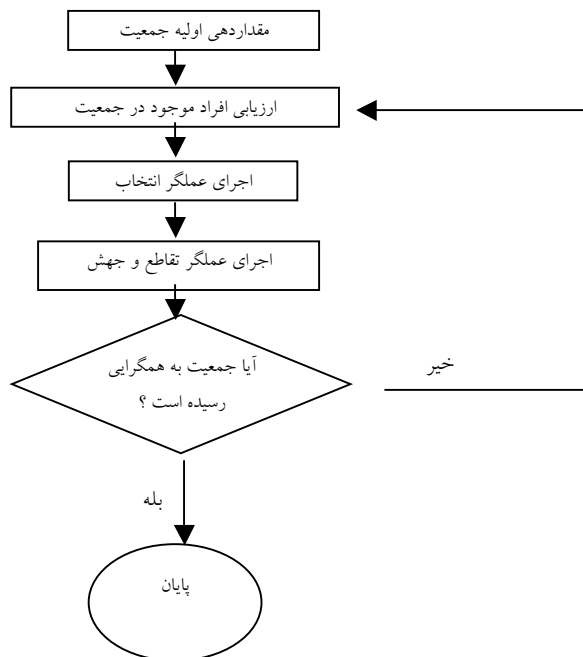 مقداردهی اولیه جمعیت
ارزیابی افراد موجود در جمعیت
اجرای عملگر انتخاب
اجرای عملگر تقاطع و جهش
آیا جمعیت به همگرایی
رسیده است ؟
خیر
بله
پایان